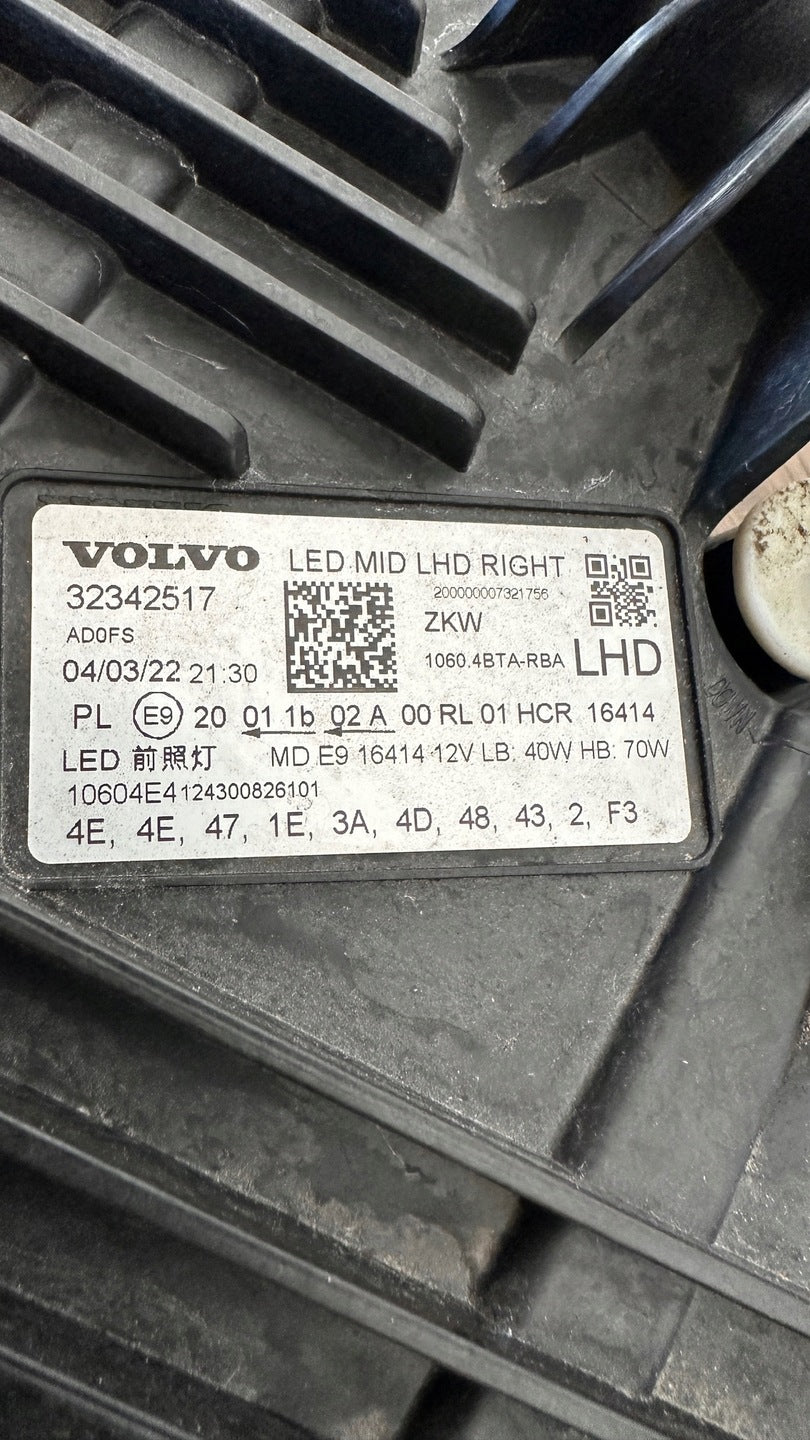 VOLVO LED MID LHD RIGHT
32342517
200000007321756
AD0FS
ZKW
04/03/22 21:30
1060.4BTA-RBA LHD
PL E9 20 01 1b 02 A 00 RL 01 HCR 16414
LED 前照灯 MD E9 16414 12V LB: 40W HB: 70W
10604E4124300826101
4E, 4E, 47, 1E, 3A, 4D, 48, 43, 2, F3